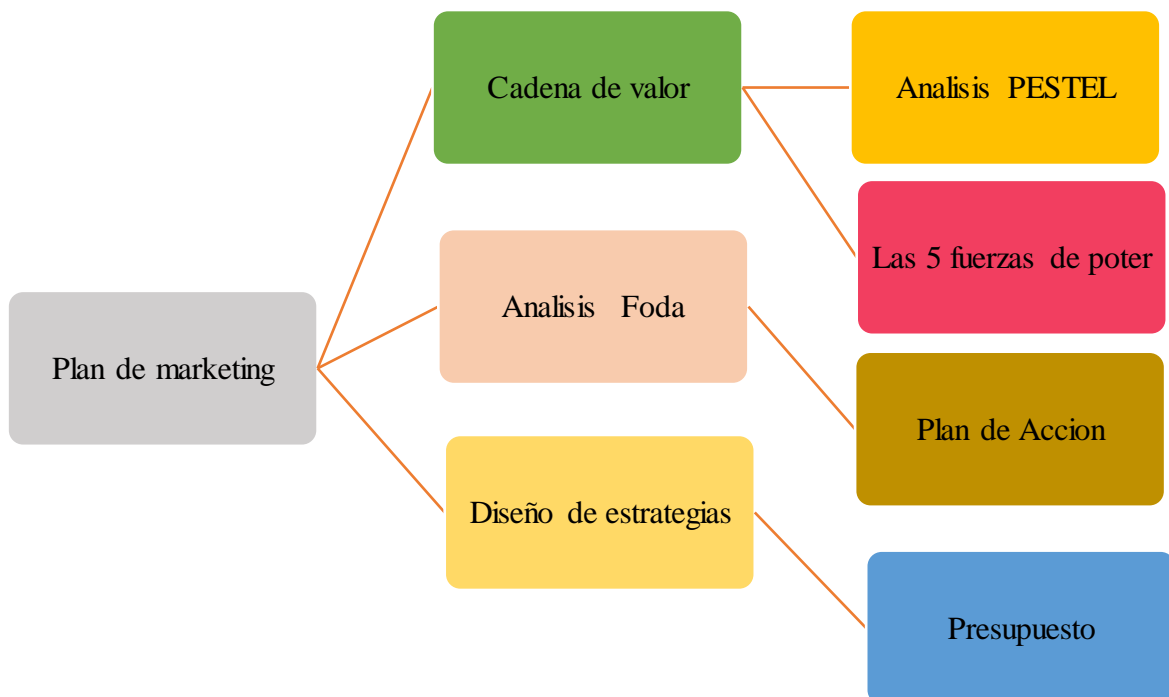 Plan de marketing
Cadena de valor
Analisis PESTEL
Las 5 fuerzas de poter
Analisis Foda
Plan de Accion
Diseño de estrategias
Presupuesto